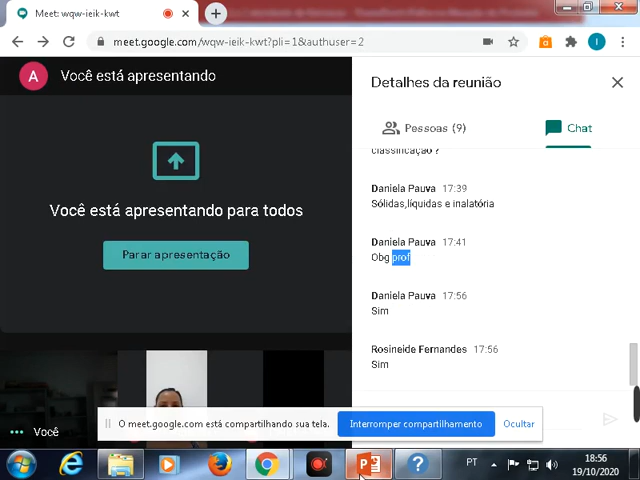 Meet: wqw-ieik-kwt
meet.google.com/wqw-ieik-kwt?pli=1&authuser=2
A
Você está apresentando
Você está apresentando para todos
Parar apresentação
Você
Detalhes da reunião
Pessoas (9)
Chat
classificação ?
Daniela Pauva 17:39
Sólidas,líquidas e inalatória
Daniela Pauva 17:41
Obg prof
Daniela Pauva 17:56
Sim
Rosineide Fernandes 17:56
Sim
O meet.google.com está compartilhando sua tela.
Interromper compartilhamento
Ocultar
PT
18:56
19/10/2020